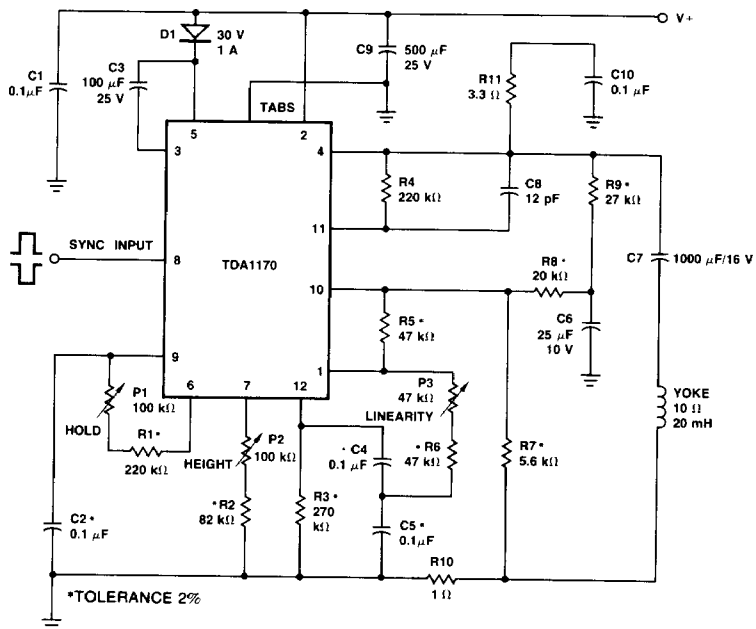 V+
D1
30 V
1 A
C9
500 µF
25 V
C1
0.1µF
C3
100 µF
25 V
TABS
R11
3.3 Ω
C10
0.1 µF
5
2
3
4
R4
220 kΩ
C8
12 pF
R9*
27 kΩ
11
SYNC INPUT
8
TDA1170
C7
1000 µF/16 V
R8*
20 kΩ
10
R5*
47 kΩ
C6
25 µF
10 V
9
1
P1
100 kΩ
HOLD
6
7
12
P3
47 kΩ
LINEARITY
YOKE
10 Ω
20 mH
R1*
220 kΩ
HEIGHT
P2
100 kΩ
*C4
0.1 µF
*R6
47 kΩ
R7*
5.6 kΩ
*R2
82 kΩ
R3*
270
kΩ
C2*
0.1 µF
C5*
0.1µF
R10
1 Ω
*TOLERANCE 2%